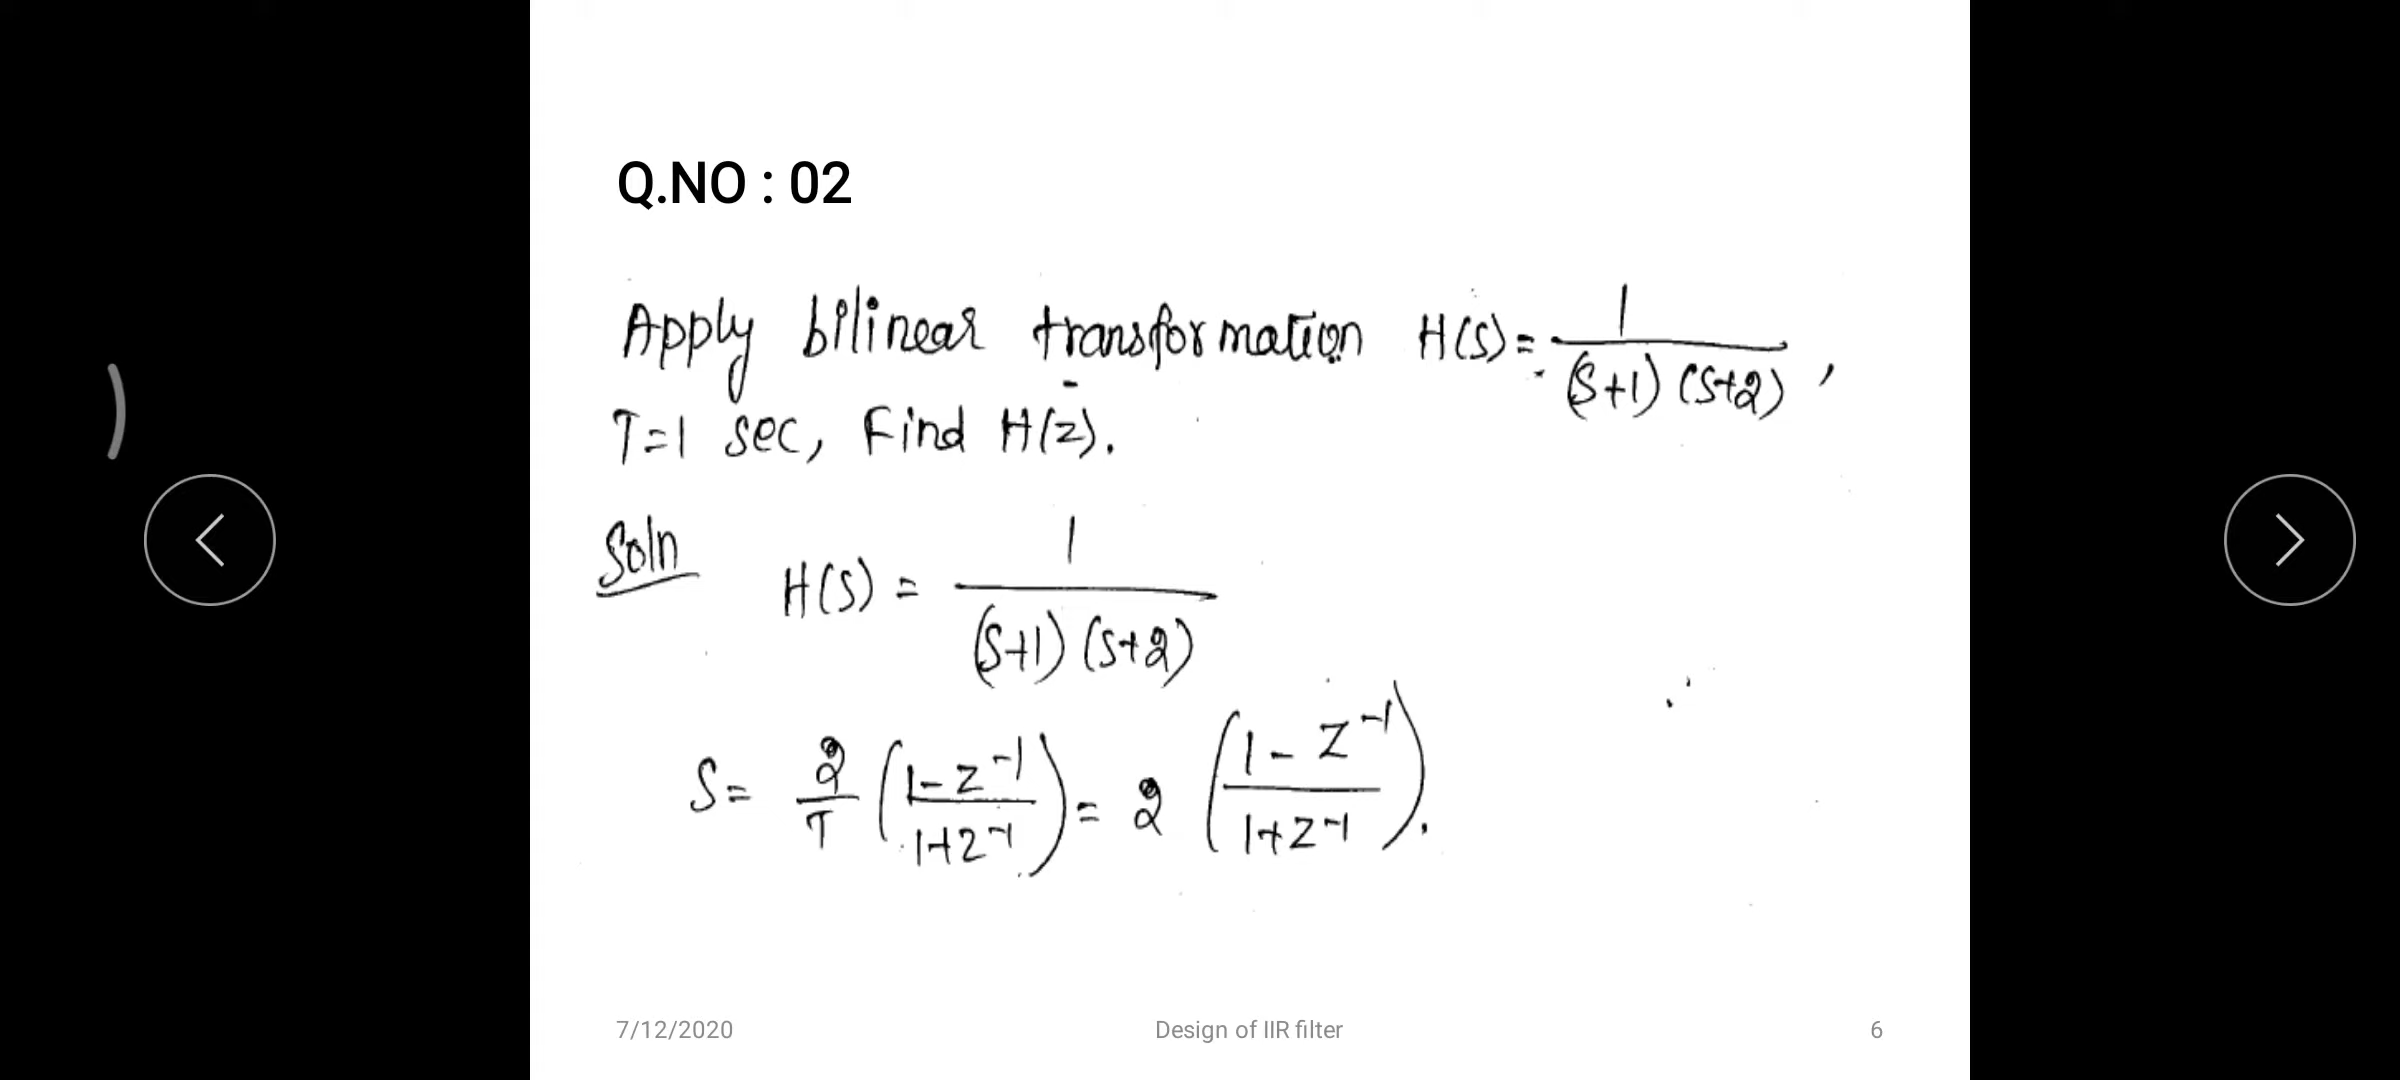 Q.NO : 02
Apply bilinear transformation H(s) = 1/((s+1)(s+2)),
T=1 sec, Find H(z).
Soln H(s) = 1/((s+1)(s+2))
S = 2/T ((1-z⁻¹)/(1+z⁻¹)) = 2 ((1-z⁻¹)/(1+z⁻¹)).
7/12/2020 Design of IIR filter 6